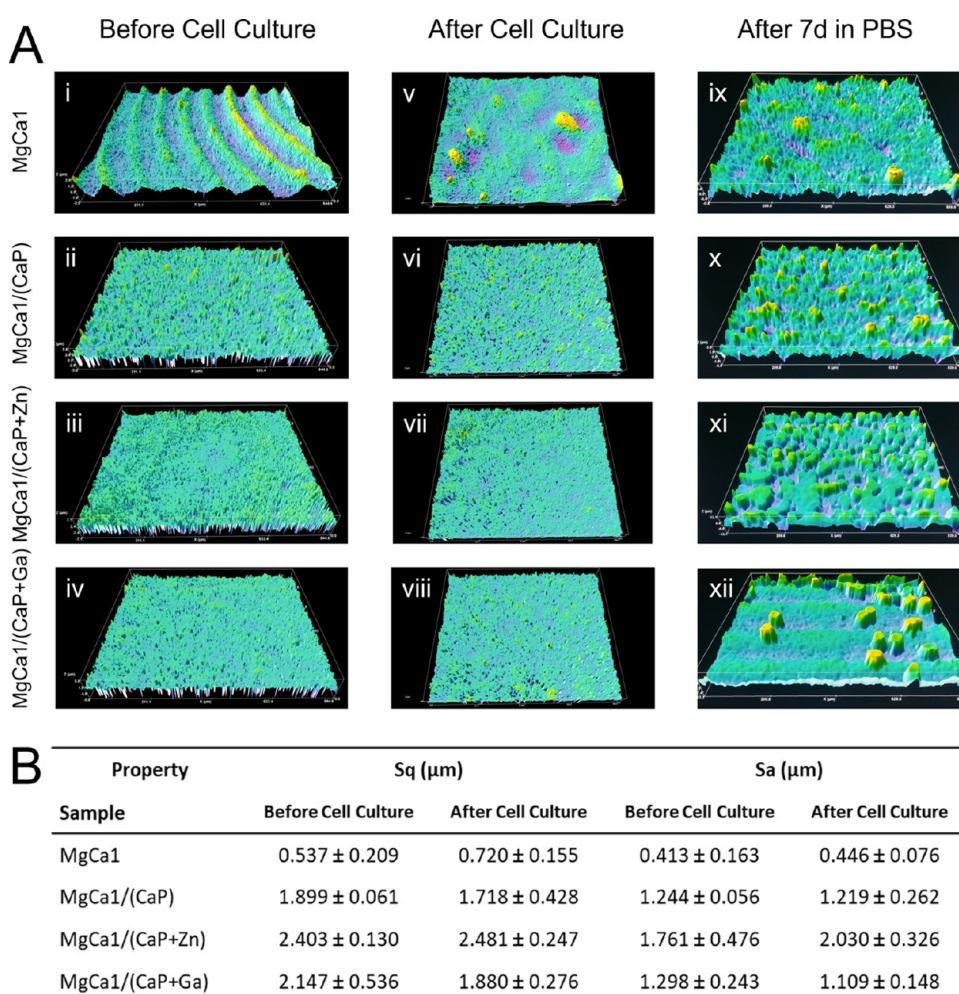 A
Before Cell Culture
After Cell Culture
After 7d in PBS
MgCa1
i
v
ix
MgCa1/(CaP)
ii
vi
x
MgCa1/(CaP+Zn)
iii
vii
xi
MgCa1/(CaP+Ga)
iv
viii
xii
B
Property Sq (µm) Sa (µm)
Sample Before Cell Culture After Cell Culture Before Cell Culture After Cell Culture
MgCa1 0.537 ± 0.209 0.720 ± 0.155 0.413 ± 0.163 0.446 ± 0.076
MgCa1/(CaP) 1.899 ± 0.061 1.718 ± 0.428 1.244 ± 0.056 1.219 ± 0.262
MgCa1/(CaP+Zn) 2.403 ± 0.130 2.481 ± 0.247 1.761 ± 0.476 2.030 ± 0.326
MgCa1/(CaP+Ga) 2.147 ± 0.536 1.880 ± 0.276 1.298 ± 0.243 1.109 ± 0.148